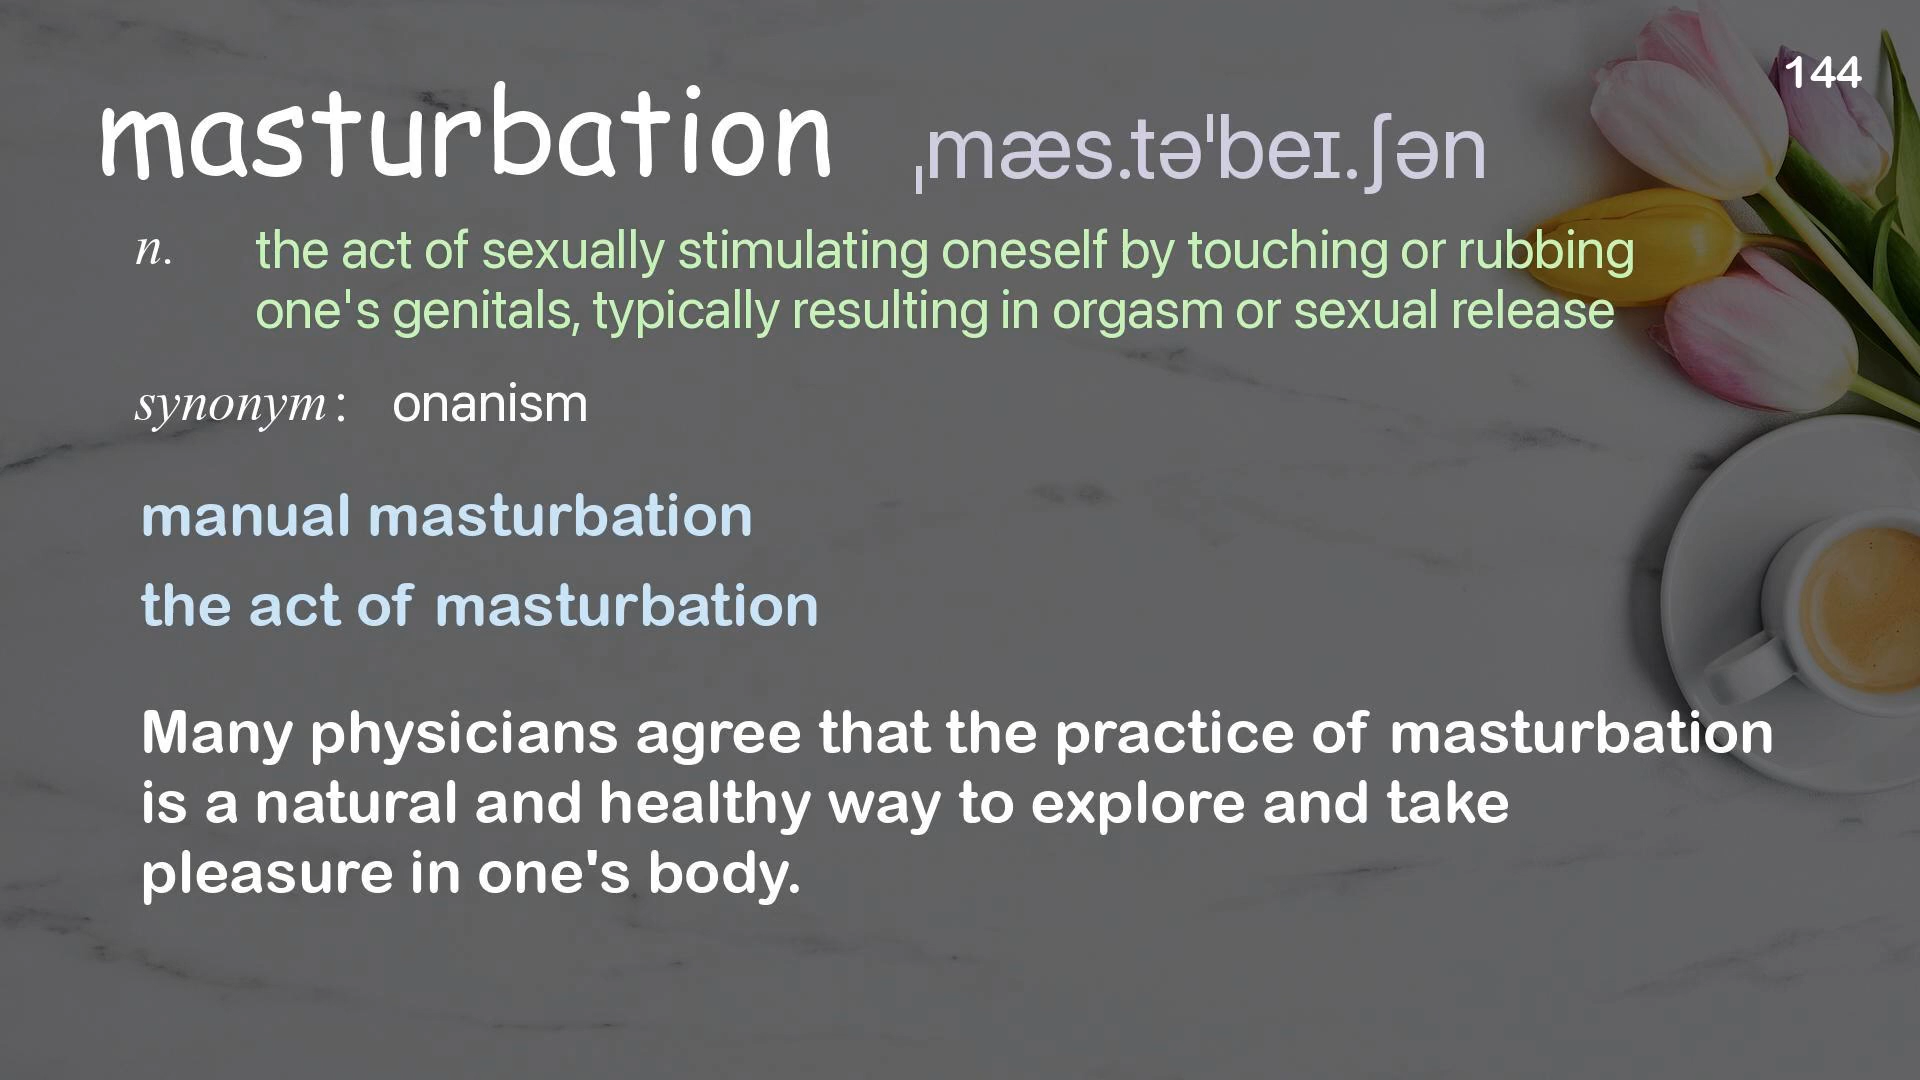 144
masturbation ˌmæs.təˈbeɪ.ʃən
n. the act of sexually stimulating oneself by touching or rubbing
one's genitals, typically resulting in orgasm or sexual release
synonym: onanism
manual masturbation
the act of masturbation
Many physicians agree that the practice of masturbation
is a natural and healthy way to explore and take
pleasure in one's body.